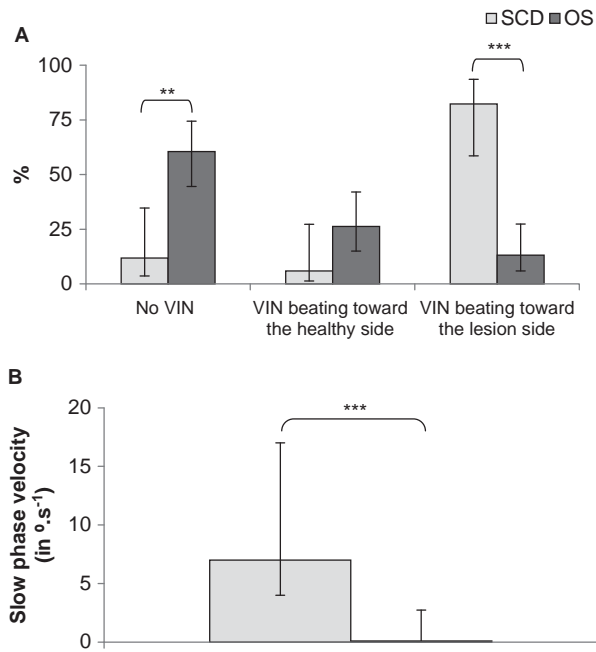 SCD OS
A
** ***
100
75
50
25
0
%
No VIN
VIN beating toward
the healthy side
VIN beating toward
the lesion side
B
***
20
15
10
5
0
Slow phase velocity
(in º.s-1)